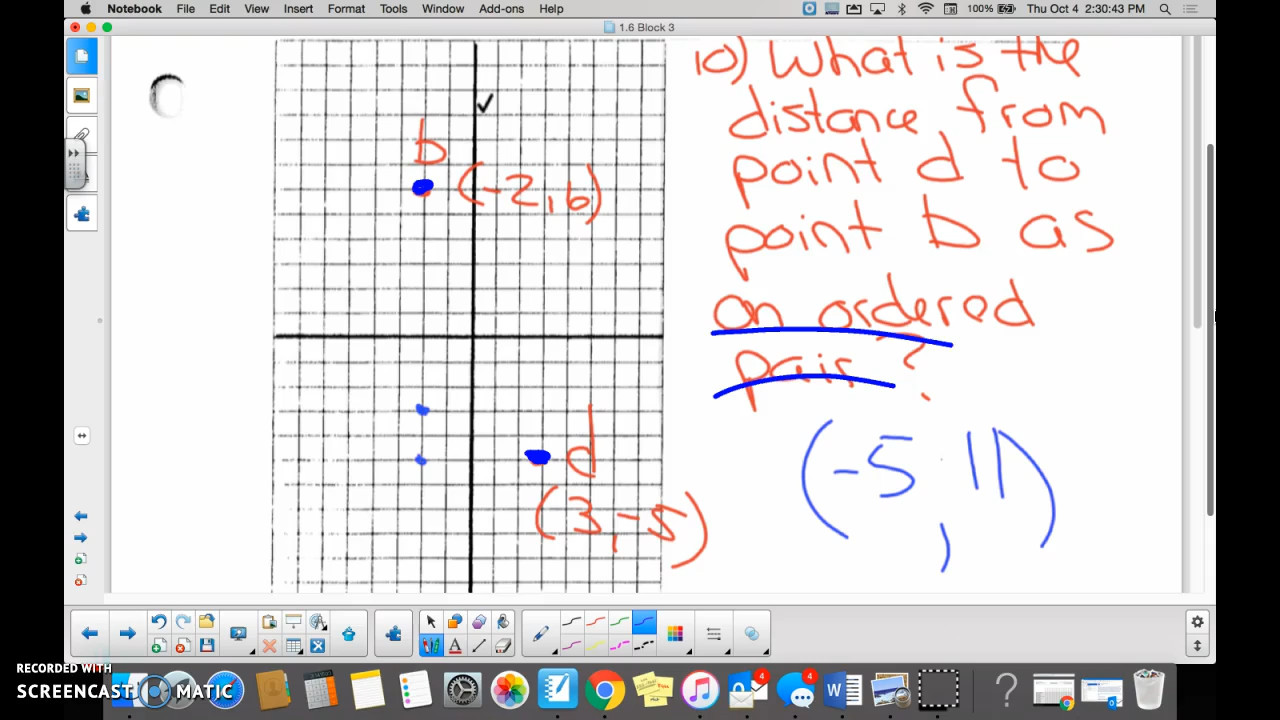 Notebook File Edit View Insert Format Tools Window Add-ons Help 100% Thu Oct 4 2:30:43 PM
1.6 Block 3
10) What is the
distance from
point d to
point b as
an ordered
pair?
b
(-2,6)
d
(3,-5)
(-5, 11)
A
4
4
W
?
RECORDED WITH
SCREENCAST MATIC